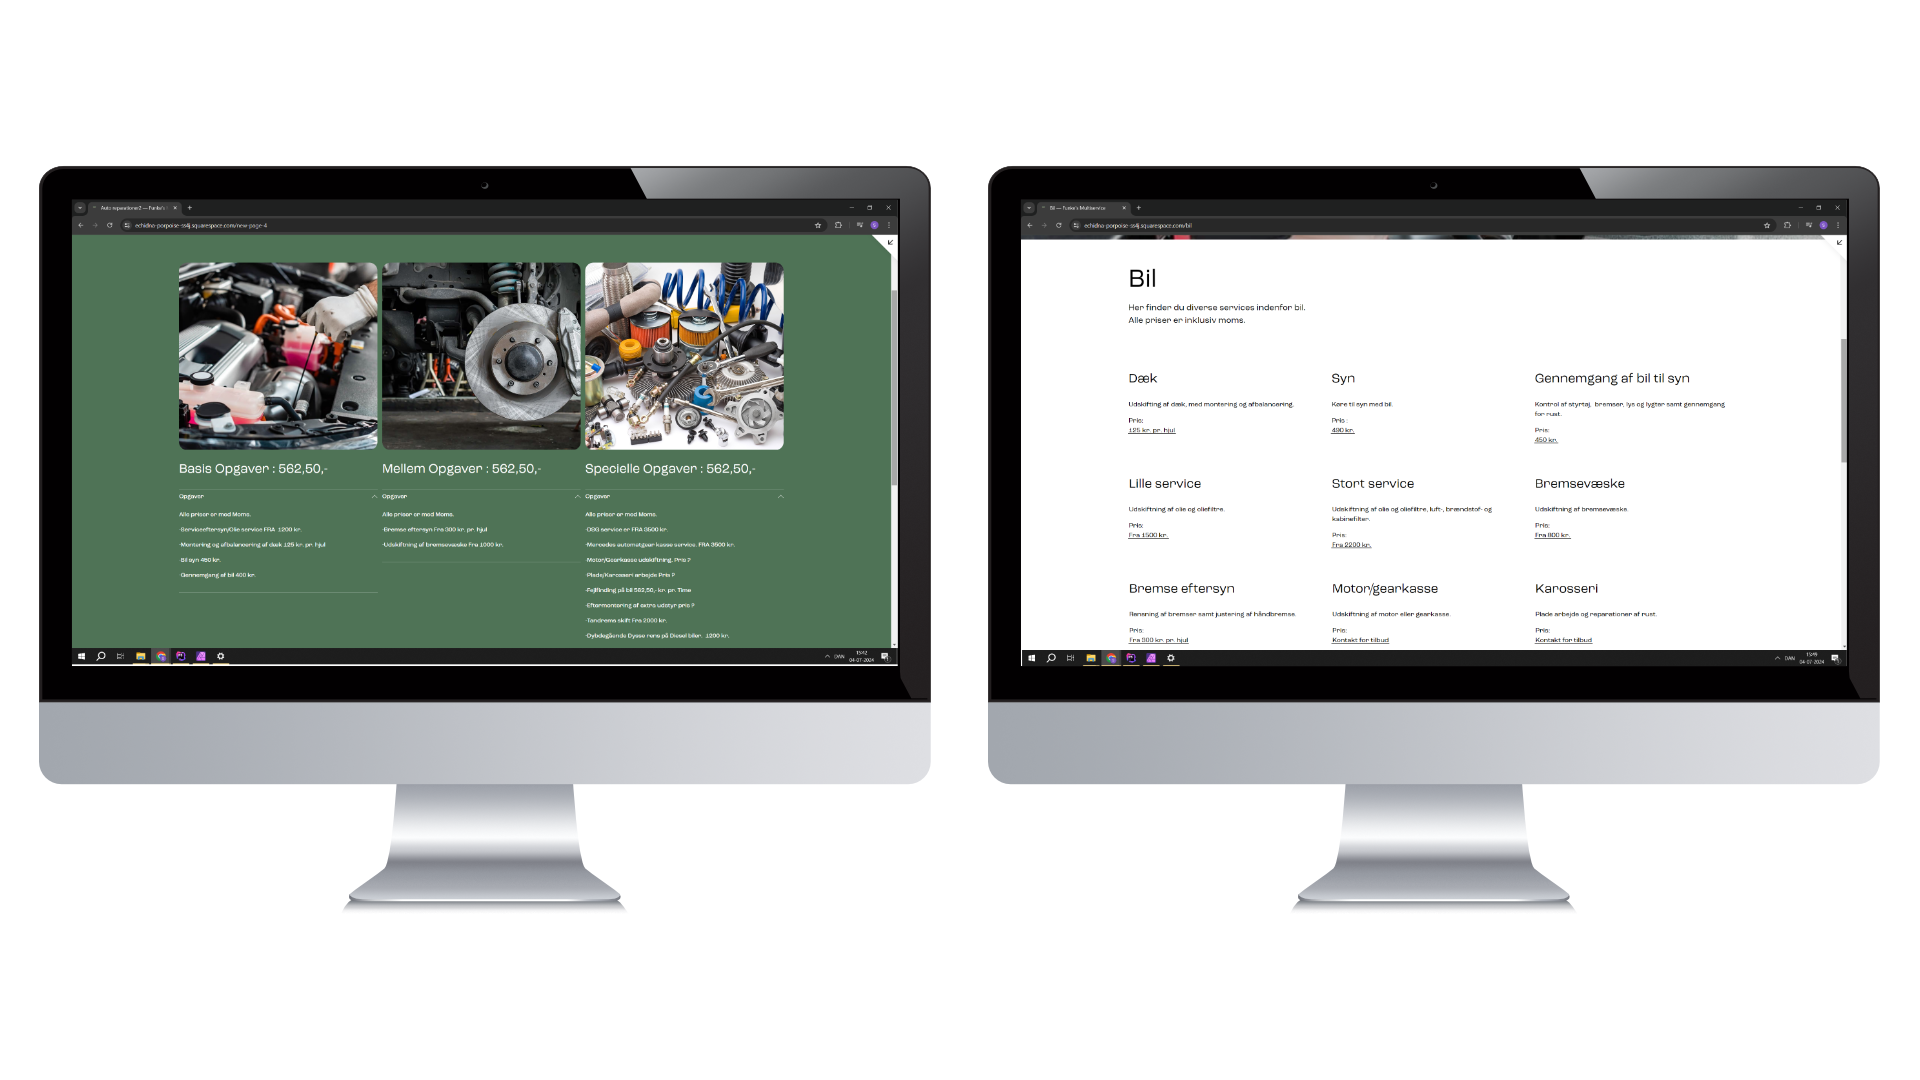 Auto reparationer2 — Funke's
echidna-porpoise-ss4j.squarespace.com/new-page-4
Basis Opgaver : 562,50,-
Opgaver
Alle priser er med Moms.
-Serviceeftersyn/Olie service FRA 1200 kr.
-Montering og afbalancering af dæk 125 kr. pr. hjul
-Bil syn 450 kr.
-Gennemgang af bil 400 kr.
Mellem Opgaver : 562,50,-
Opgaver
Alle priser er med Moms.
-Bremse eftersyn Fra 300 kr. pr. hjul
-Udskiftning af bremsevæske Fra 1000 kr.
Specielle Opgaver : 562,50,-
Opgaver
Alle priser er med Moms.
-DSG service er FRA 3500 kr.
-Mercedes automatgear kasse service. FRA 3500 kr.
-Motor/Gearkasse udskiftning. Pris ?
-Plade/Karosseri arbejde Pris ?
-Fejlfinding på bil 562,50,- kr. pr. Time
-Eftermontering af extra udstyr pris ?
-Tandrems skift Fra 2000 kr.
-Dybdegående Dysse rens på Diesel biler. 1200 kr.
DAN
15:42
04-07-2024
Bil — Funke's Multiservice
echidna-porpoise-ss4j.squarespace.com/bil
Bil
Her finder du diverse services indenfor bil.
Alle priser er inklusiv moms.
Dæk
Udskifting af dæk, med montering og afbalancering.
Pris:
125 kr. pr. hjul
Syn
Køre til syn med bil.
Pris :
490 kr.
Gennemgang af bil til syn
Kontrol af styrtøj, bremser, lys og lygter samt gennemgang
for rust.
Pris:
450 kr.
Lille service
Udskiftning af olie og oliefiltre.
Pris:
Fra 1500 kr.
Stort service
Udskiftning af olie og oliefiltre, luft-, brændstof- og
kabinefilter.
Pris:
Fra 2200 kr.
Bremsevæske
Udskiftning af bremsevæske.
Pris:
Fra 800 kr.
Bremse eftersyn
Rensning af bremser samt justering af håndbremse.
Pris:
Fra 300 kr. pr. hjul
Motor/gearkasse
Udskiftning af motor eller gearkasse.
Pris:
Kontakt for tilbud
Karosseri
Plade arbejde og reparationer af rust.
Pris:
Kontakt for tilbud
DAN
15:49
04-07-2024